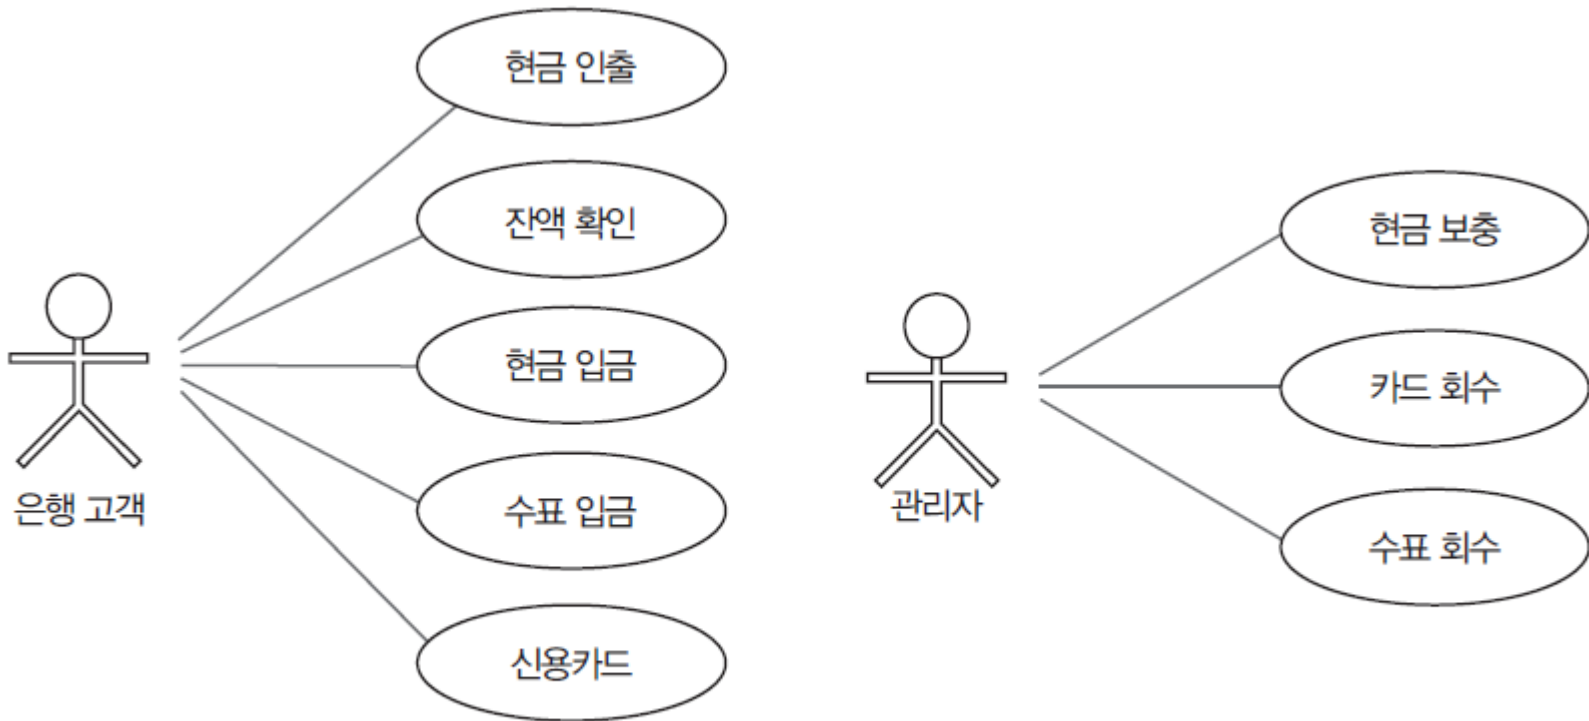 현금 인출
잔액 확인
현금 입금
수표 입금
신용카드
은행 고객
현금 보충
카드 회수
수표 회수
관리자